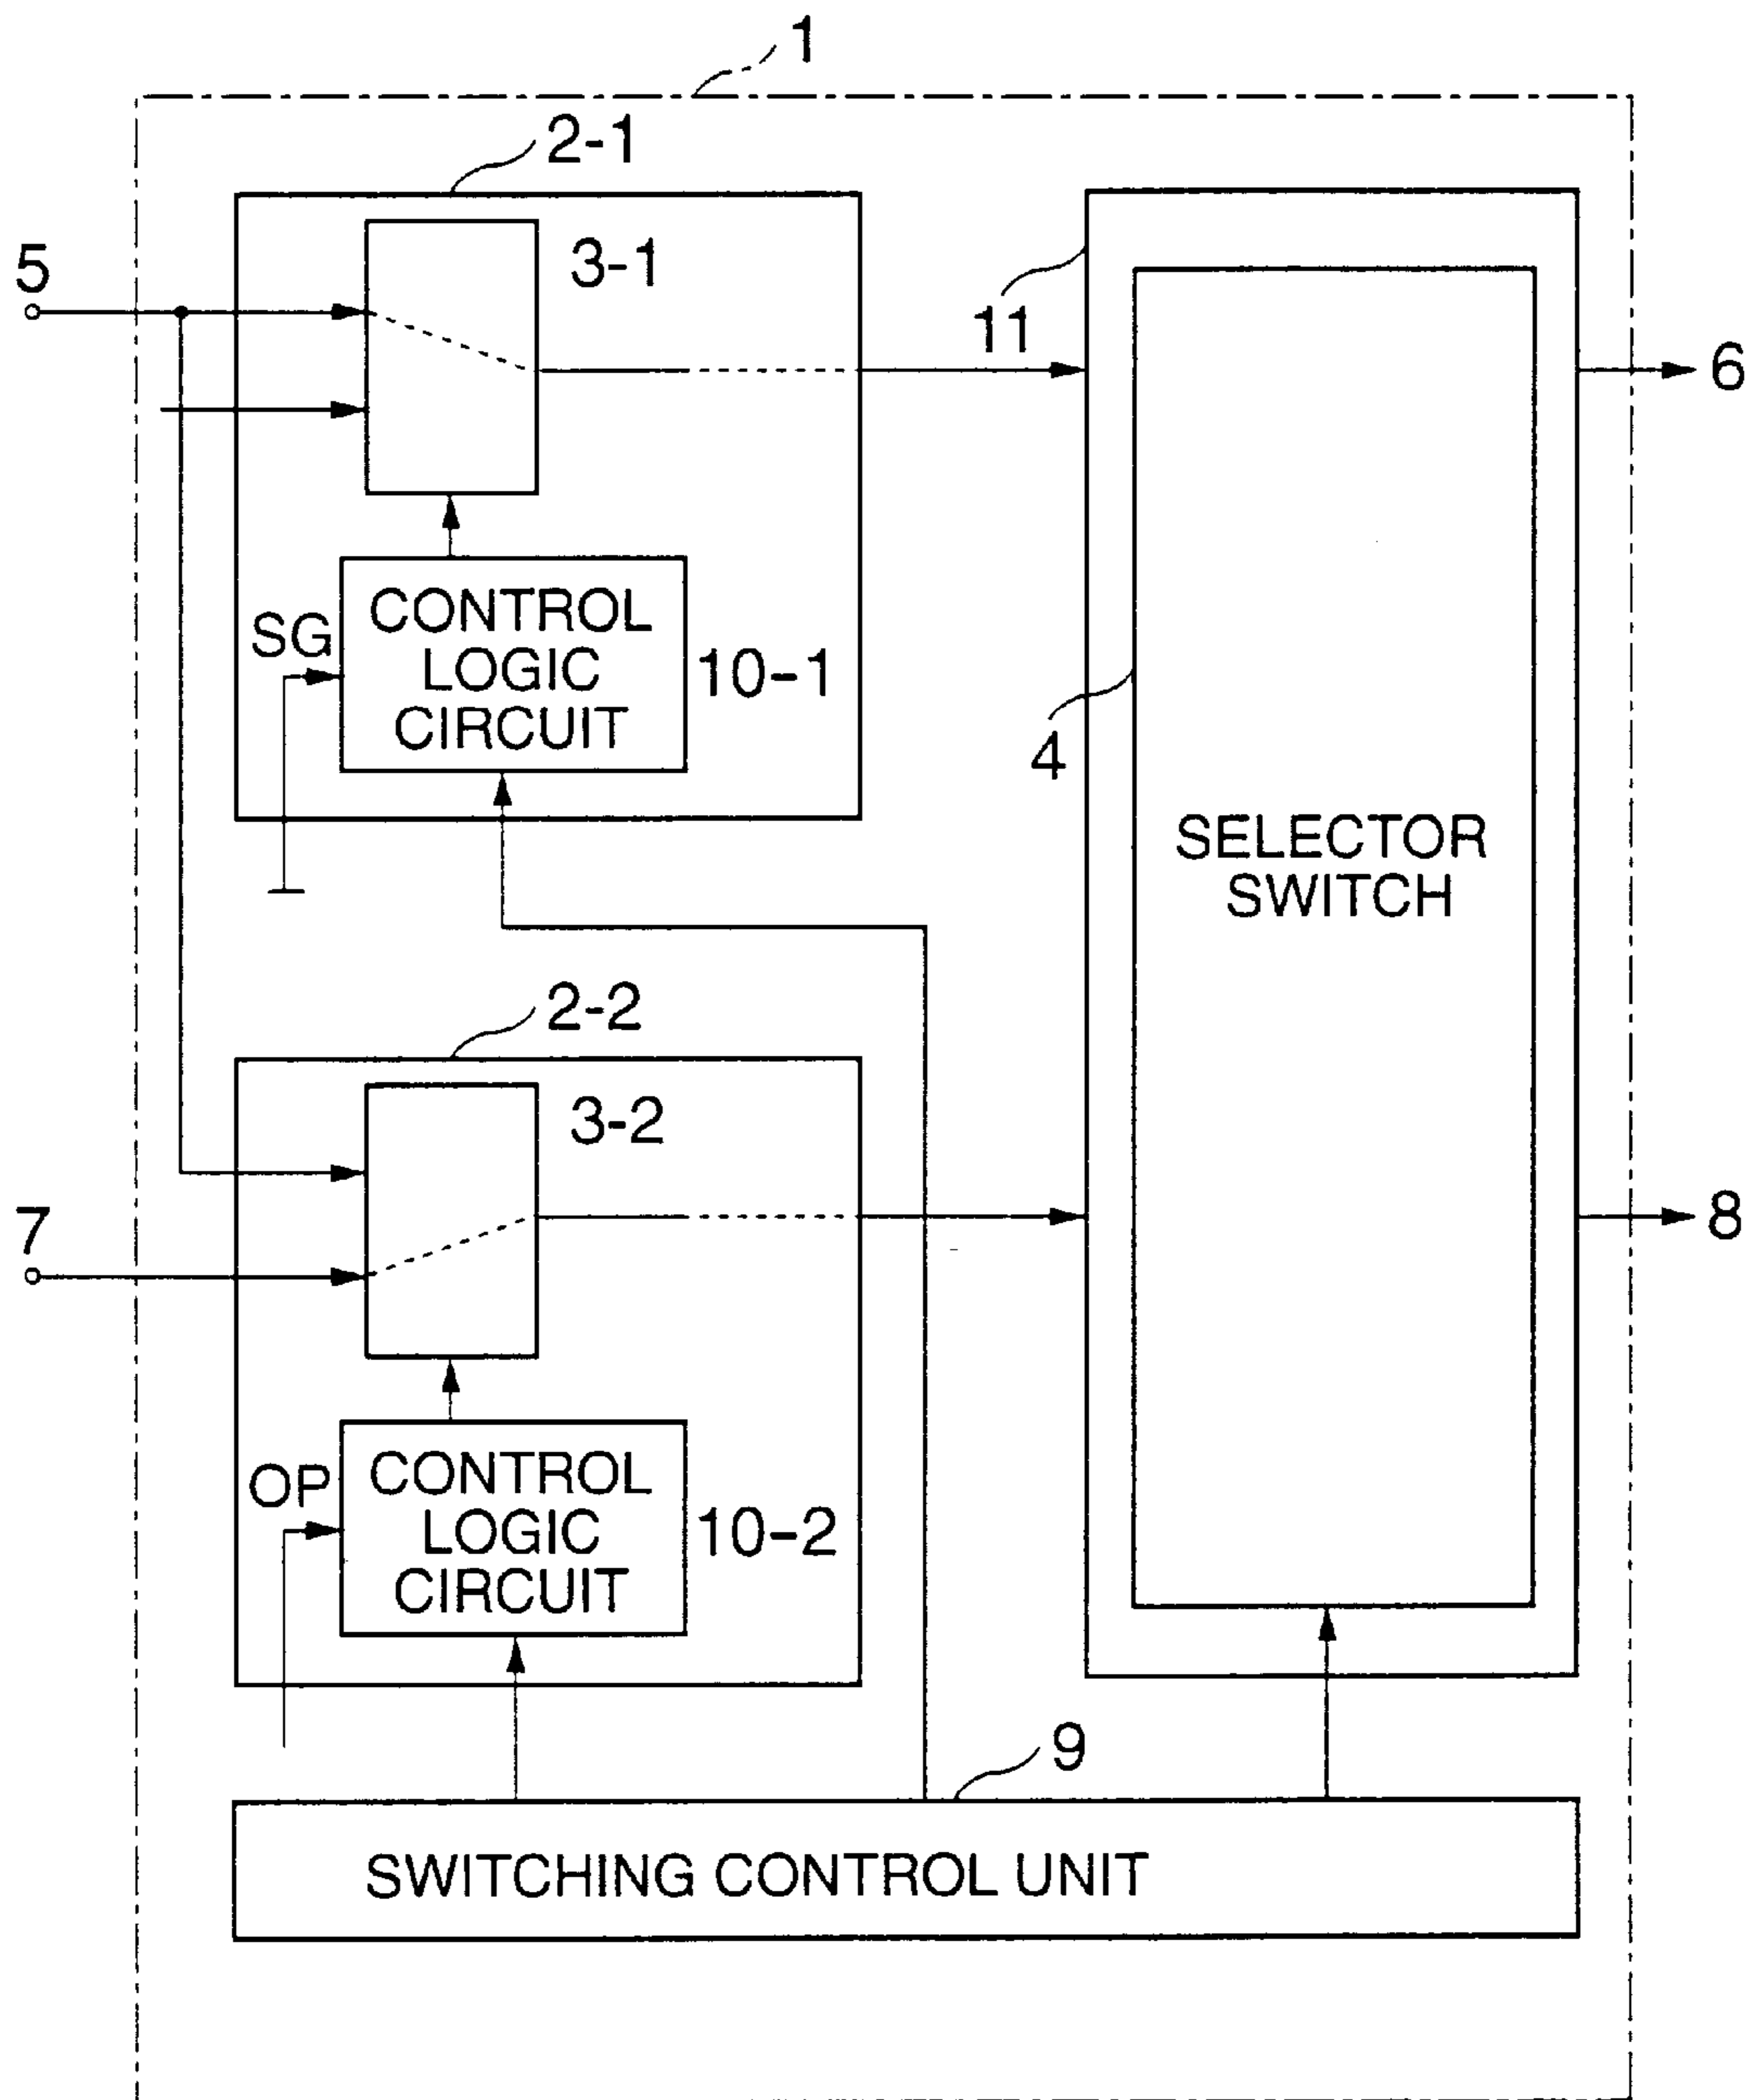 1
2-1
3-1
5
11
6
SG
CONTROL
LOGIC
CIRCUIT
10-1
4
SELECTOR
SWITCH
2-2
3-2
7
8
OP
CONTROL
LOGIC
CIRCUIT
10-2
9
SWITCHING CONTROL UNIT